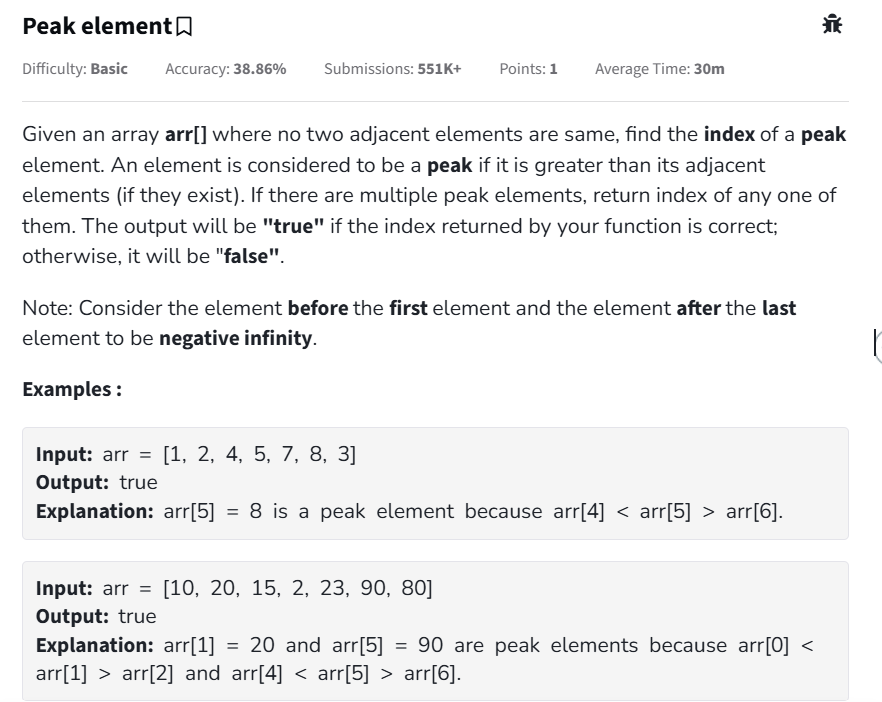 Peak element
Difficulty: Basic Accuracy: 38.86% Submissions: 551K+ Points: 1 Average Time: 30m
Given an array arr[] where no two adjacent elements are same, find the index of a peak
element. An element is considered to be a peak if it is greater than its adjacent
elements (if they exist). If there are multiple peak elements, return index of any one of
them. The output will be "true" if the index returned by your function is correct;
otherwise, it will be "false".
Note: Consider the element before the first element and the element after the last
element to be negative infinity.
Examples :
Input: arr = [1, 2, 4, 5, 7, 8, 3]
Output: true
Explanation: arr[5] = 8 is a peak element because arr[4] < arr[5] > arr[6].
Input: arr = [10, 20, 15, 2, 23, 90, 80]
Output: true
Explanation: arr[1] = 20 and arr[5] = 90 are peak elements because arr[0] <
arr[1] > arr[2] and arr[4] < arr[5] > arr[6].